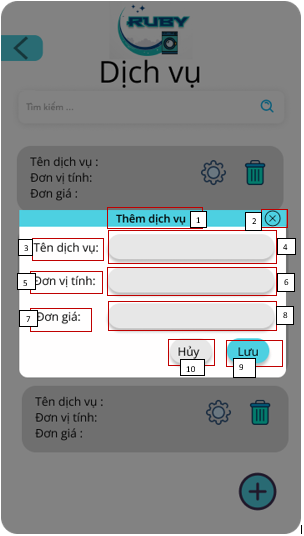 RUBY
Dịch vụ
Tìm kiếm ...
Tên dịch vụ :
Đơn vị tính:
Đơn giá :
Thêm dịch vụ 1 2
3 Tên dịch vụ: 4
5 Đơn vị tính: 6
7 Đơn giá: 8
Hủy Lưu
10 9
Tên dịch vụ :
Đơn vị tính:
Đơn giá :